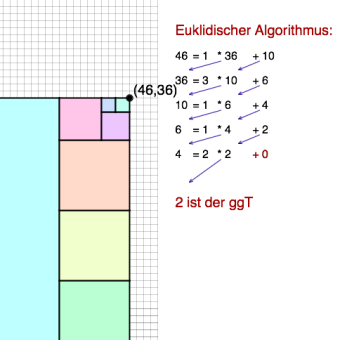 Euklidischer Algorithmus:
(46,36)
46 = 1 * 36 + 10
36 = 3 * 10 + 6
10 = 1 * 6 + 4
6 = 1 * 4 + 2
4 = 2 * 2 + 0
2 ist der ggT